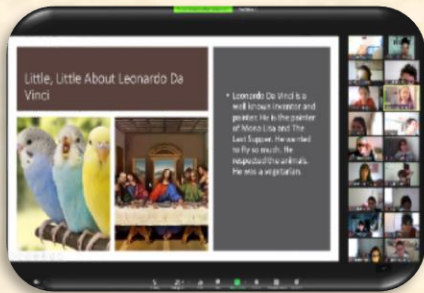 Little, Little About Leonardo Da
Vinci
• Leonardo Da Vinci is a
well known inventor and
pointer. He is the painter
of Mona Lisa and The
Last Supper. He wanted
to fly so much. He
respected the animals.
He was a vegetarian.